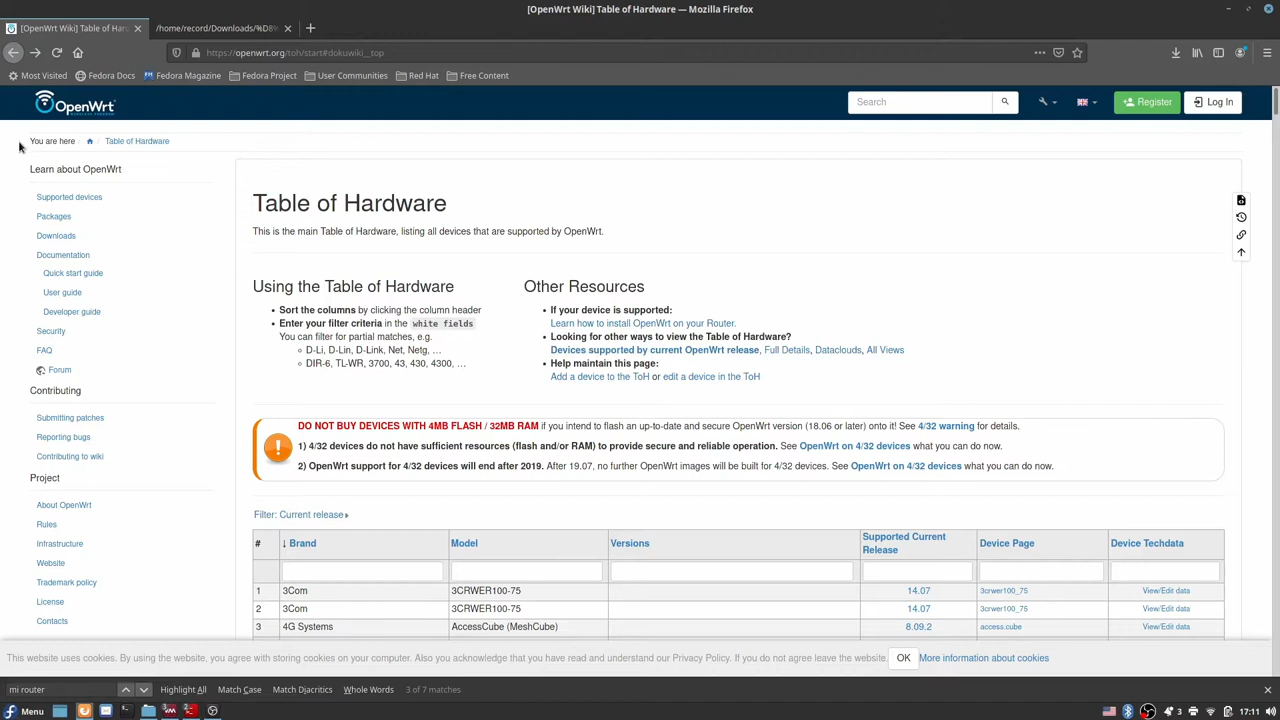 [OpenWrt Wiki] Table of Hardware — Mozilla Firefox
[OpenWrt Wiki] Table of Har
/home/record/Downloads/%D8%
https://openwrt.org/toh/start#dokuwiki__top
Most Visited
Fedora Docs
Fedora Magazine
Fedora Project
User Communities
Red Hat
Free Content
OpenWrt
WIRELESS FREEDOM
Search
Register
Log In
You are here / / Table of Hardware
Learn about OpenWrt
Supported devices
Packages
Downloads
Documentation
Quick start guide
User guide
Developer guide
Security
FAQ
Forum
Contributing
Submitting patches
Reporting bugs
Contributing to wiki
Project
About OpenWrt
Rules
Infrastructure
Website
Trademark policy
License
Contacts
Table of Hardware
This is the main Table of Hardware, listing all devices that are supported by OpenWrt.
Using the Table of Hardware
• Sort the columns by clicking the column header
• Enter your filter criteria in the white fields
You can filter for partial matches, e.g.
D-Li, D-Lin, D-Link, Net, Netg, …
DIR-6, TL-WR, 3700, 43, 430, 4300, …
Other Resources
• If your device is supported:
Learn how to install OpenWrt on your Router.
• Looking for other ways to view the Table of Hardware?
Devices supported by current OpenWrt release, Full Details, Dataclouds, All Views
• Help maintain this page:
Add a device to the ToH or edit a device in the ToH
DO NOT BUY DEVICES WITH 4MB FLASH / 32MB RAM if you intend to flash an up-to-date and secure OpenWrt version (18.06 or later) onto it! See 4/32 warning for details.
1) 4/32 devices do not have sufficient resources (flash and/or RAM) to provide secure and reliable operation. See OpenWrt on 4/32 devices what you can do now.
2) OpenWrt support for 4/32 devices will end after 2019. After 19.07, no further OpenWrt images will be built for 4/32 devices. See OpenWrt on 4/32 devices what you can do now.
Filter: Current release
# ↓ Brand Model Versions Supported Current Release Device Page Device Techdata
1 3Com 3CRWER100-75 14.07 3crwer100_75 View/Edit data
2 3Com 3CRWER100-75 14.07 3crwer100_75 View/Edit data
3 4G Systems AccessCube (MeshCube) 8.09.2 access.cube View/Edit data
This website uses cookies. By using the website, you agree with storing cookies on your computer. Also you acknowledge that you have read and understand our Privacy Policy. If you do not agree leave the website. OK More information about cookies
mi router
Highlight All
Match Case
Match Diacritics
Whole Words
3 of 7 matches
Menu
3
17:11